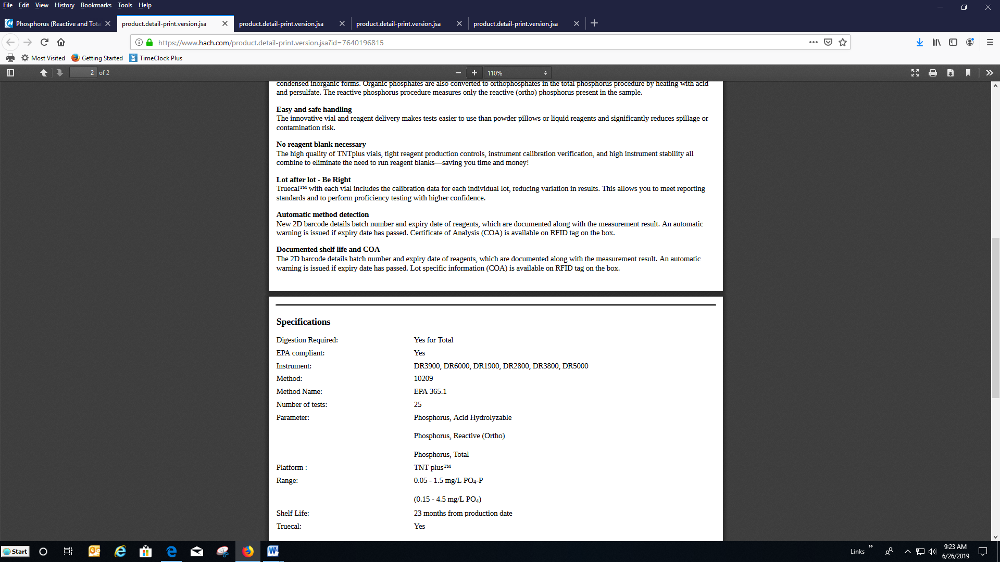 File Edit View History Bookmarks Tools Help
Phosphorus (Reactive and Tota
product.detail-print.version.jsa
product.detail-print.version.jsa
product.detail-print.version.jsa
product.detail-print.version.jsa
https://www.hach.com/product.detail-print.version.jsa?id=7640196815
Most Visited Getting Started TimeClock Plus
2 of 2 110%
condensed inorganic forms. Organic phosphates are also converted to orthophosphates in the total phosphorus procedure by heating with acid
and persulfate. The reactive phosphorus procedure measures only the reactive (ortho) phosphorus present in the sample.
Easy and safe handling
The innovative vial and reagent delivery makes tests easier to use than powder pillows or liquid reagents and significantly reduces spillage or
contamination risk.
No reagent blank necessary
The high quality of TNTplus vials, tight reagent production controls, instrument calibration verification, and high instrument stability all
combine to eliminate the need to run reagent blanks—saving you time and money!
Lot after lot - Be Right
Truecal™ with each vial includes the calibration data for each individual lot, reducing variation in results. This allows you to meet reporting
standards and to perform proficiency testing with higher confidence.
Automatic method detection
New 2D barcode details batch number and expiry date of reagents, which are documented along with the measurement result. An automatic
warning is issued if expiry date has passed. Certificate of Analysis (COA) is available on RFID tag on the box.
Documented shelf life and COA
The 2D barcode details batch number and expiry date of reagents, which are documented along with the measurement result. An automatic
warning is issued if expiry date has passed. Lot specific information (COA) is available on RFID tag on the box.
Specifications
Digestion Required: Yes for Total
EPA compliant: Yes
Instrument: DR3900, DR6000, DR1900, DR2800, DR3800, DR5000
Method: 10209
Method Name: EPA 365.1
Number of tests: 25
Parameter: Phosphorus, Acid Hydrolyzable
Phosphorus, Reactive (Ortho)
Phosphorus, Total
Platform : TNT plus™
Range: 0.05 - 1.5 mg/L PO₄-P
(0.15 - 4.5 mg/L PO₄)
Shelf Life: 23 months from production date
Truecal: Yes
Start
Links
9:23 AM
6/26/2019